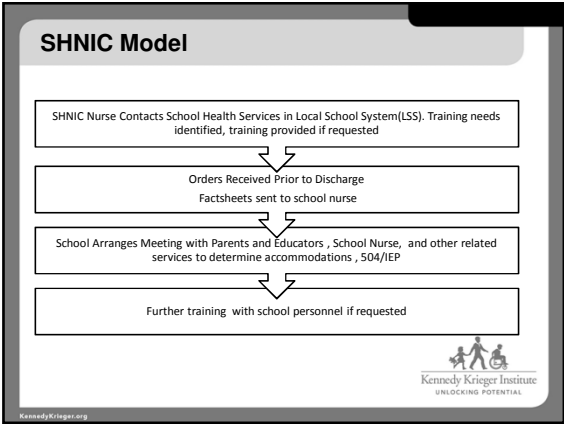 SHNIC Model
SHNIC Nurse Contacts School Health Services in Local School System(LSS). Training needs
identified, training provided if requested
Orders Received Prior to Discharge
Factsheets sent to school nurse
School Arranges Meeting with Parents and Educators , School Nurse, and other related
services to determine accommodations , 504/IEP
Further training with school personnel if requested
Kennedy Krieger Institute
UNLOCKING POTENTIAL
KennedyKrieger.org